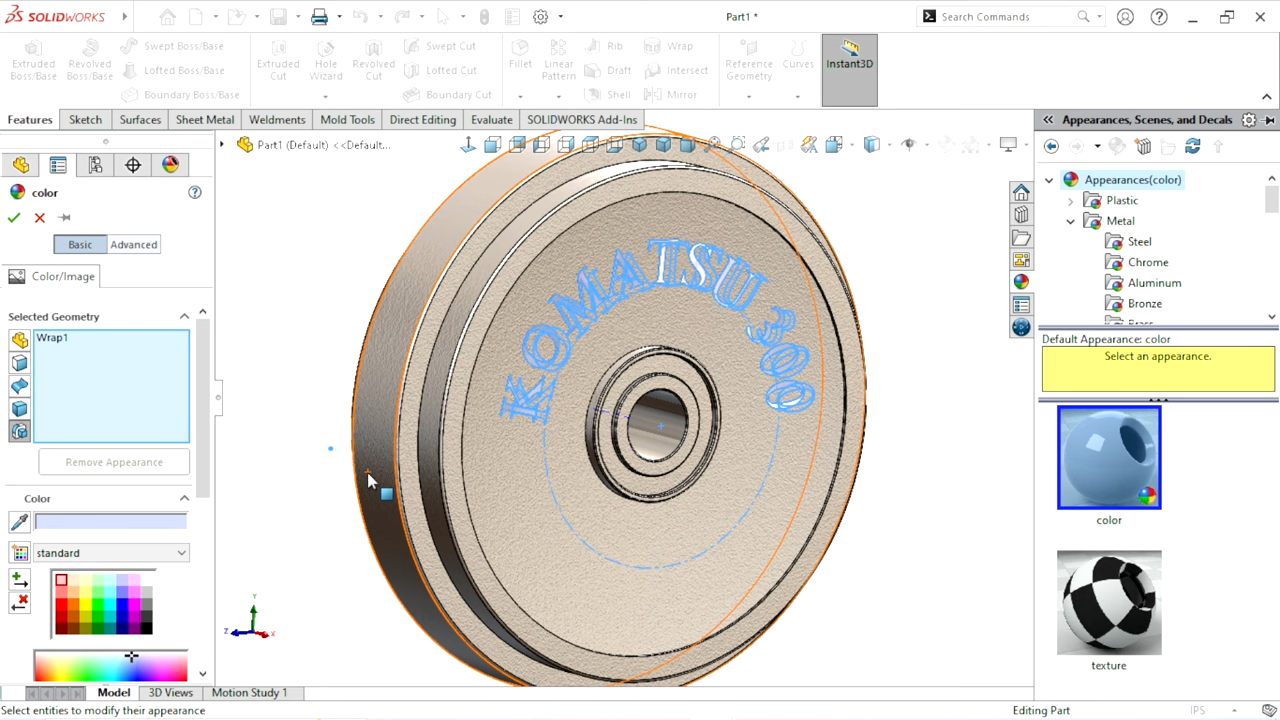 SOLIDWORKS
Part1 *
Search Commands
Extruded Boss/Base
Revolved Boss/Base
Swept Boss/Base
Lofted Boss/Base
Boundary Boss/Base
Extruded Cut
Hole Wizard
Revolved Cut
Swept Cut
Lofted Cut
Boundary Cut
Fillet
Linear Pattern
Rib
Draft
Shell
Wrap
Intersect
Mirror
Reference Geometry
Curves
Instant3D
Features
Sketch
Surfaces
Sheet Metal
Weldments
Mold Tools
Direct Editing
Evaluate
SOLIDWORKS Add-Ins
Part1 (Default) <<Default...
color
Basic
Advanced
Color/Image
Selected Geometry
Wrap1
Remove Appearance
Color
standard
KOMATSU 300
Y
Z
X
Appearances, Scenes, and Decals
Appearances(color)
Plastic
Metal
Steel
Chrome
Aluminum
Bronze
Default Appearance: color
Select an appearance.
color
texture
Model
3D Views
Motion Study 1
Select entities to modify their appearance
Editing Part
IPS